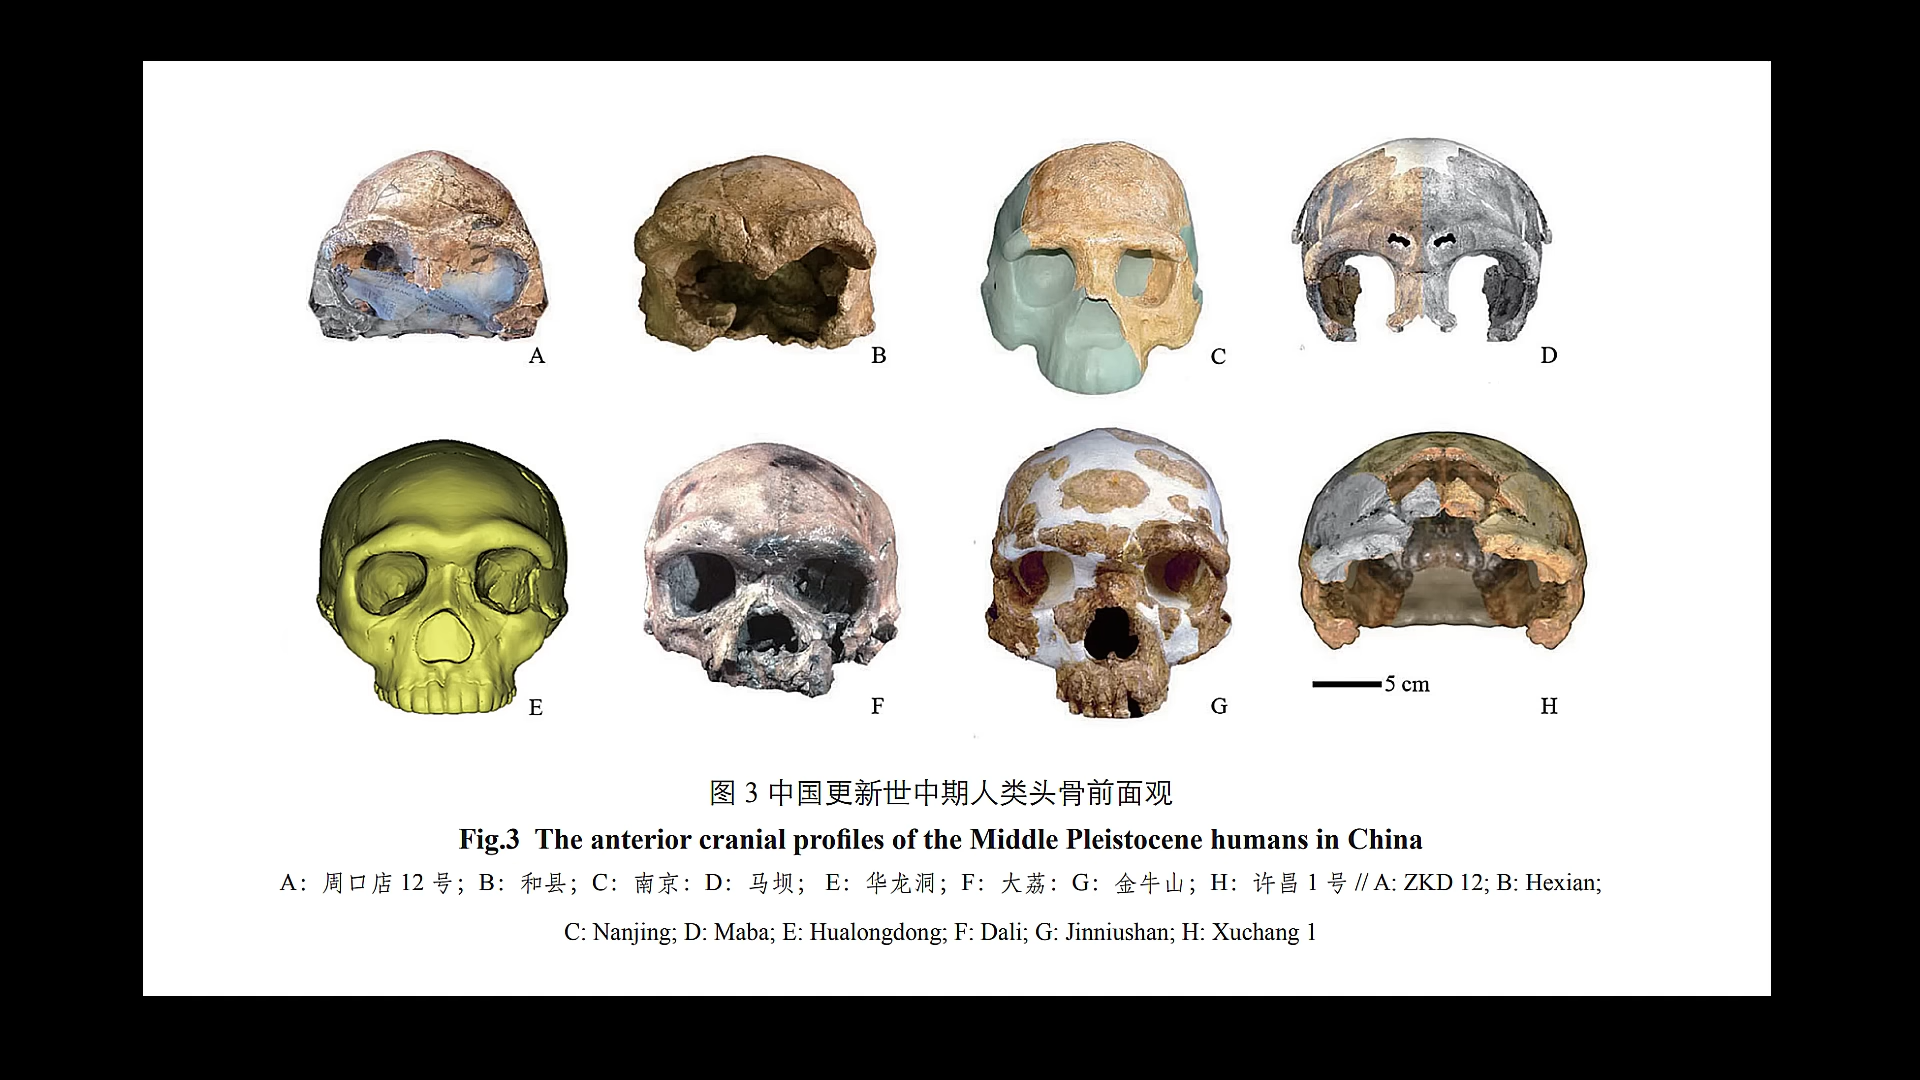 A
B
C
D
E
F
G
5 cm
H
图 3 中国更新世中期人类头骨前面观
Fig.3 The anterior cranial profiles of the Middle Pleistocene humans in China
A：周口店 12 号；B：和县；C：南京：D：马坝；E：华龙洞；F：大荔：G：金牛山；H：许昌 1 号 // A: ZKD 12; B: Hexian;
C: Nanjing; D: Maba; E: Hualongdong; F: Dali; G: Jinniushan; H: Xuchang 1